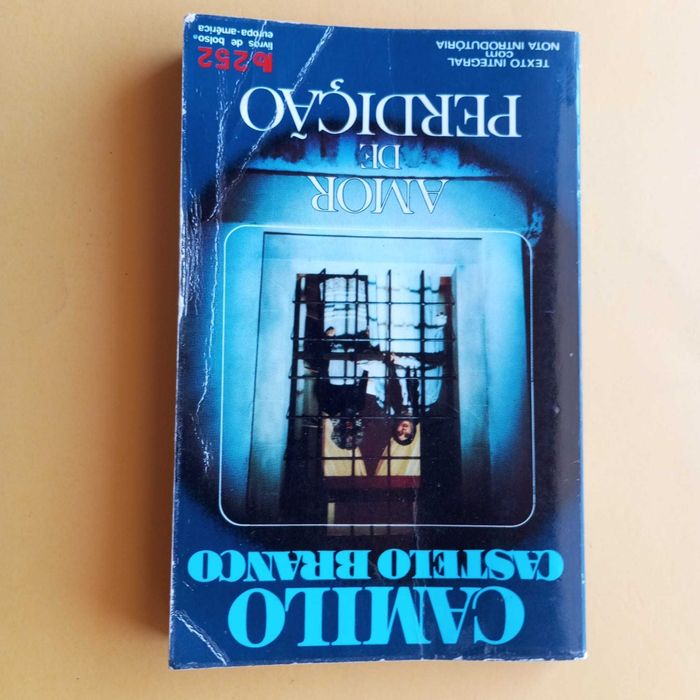 CAMILO
CASTELO BRANCO
AMOR
DE
PERDIÇÃO
TEXTO INTEGRAL
com
NOTA INTRODUTÓRIA
lb 252
livros de bolso
europa-américa